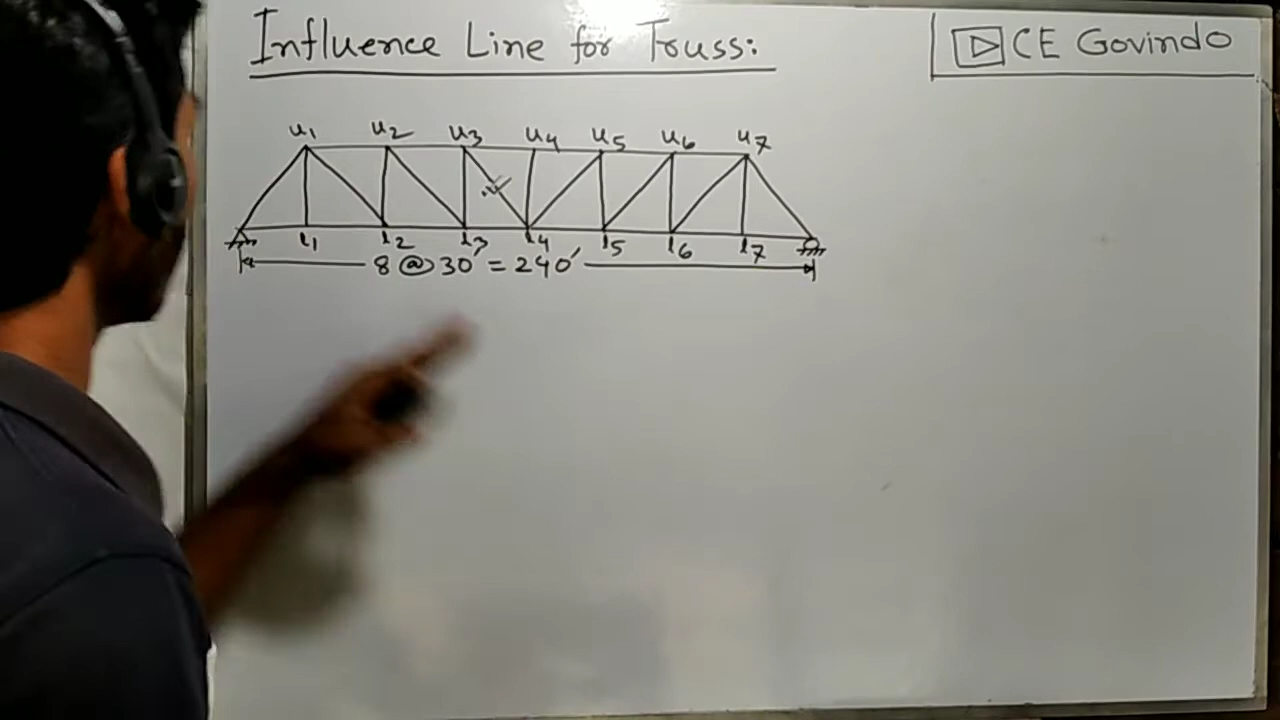 Influence Line for Truss:
CE Govindo
u1 u2 u3 u4 u5 u6 u7
l1 l2 l3 l4 l5 l6 l7
8 @ 30' = 240'